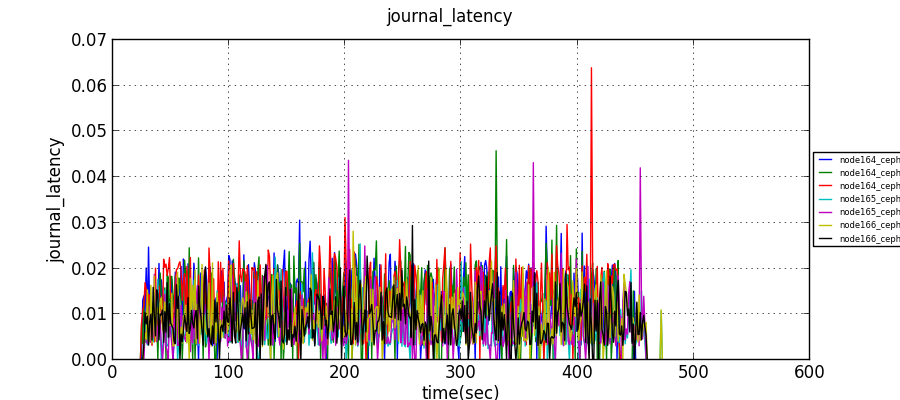 journal_latency
0.07
0.06
0.05
0.04
0.03
0.02
0.01
0.00
journal_latency
0
100
200
300
400
500
600
time(sec)
node164_ceph
node164_ceph
node164_ceph
node165_ceph
node165_ceph
node166_ceph
node166_ceph